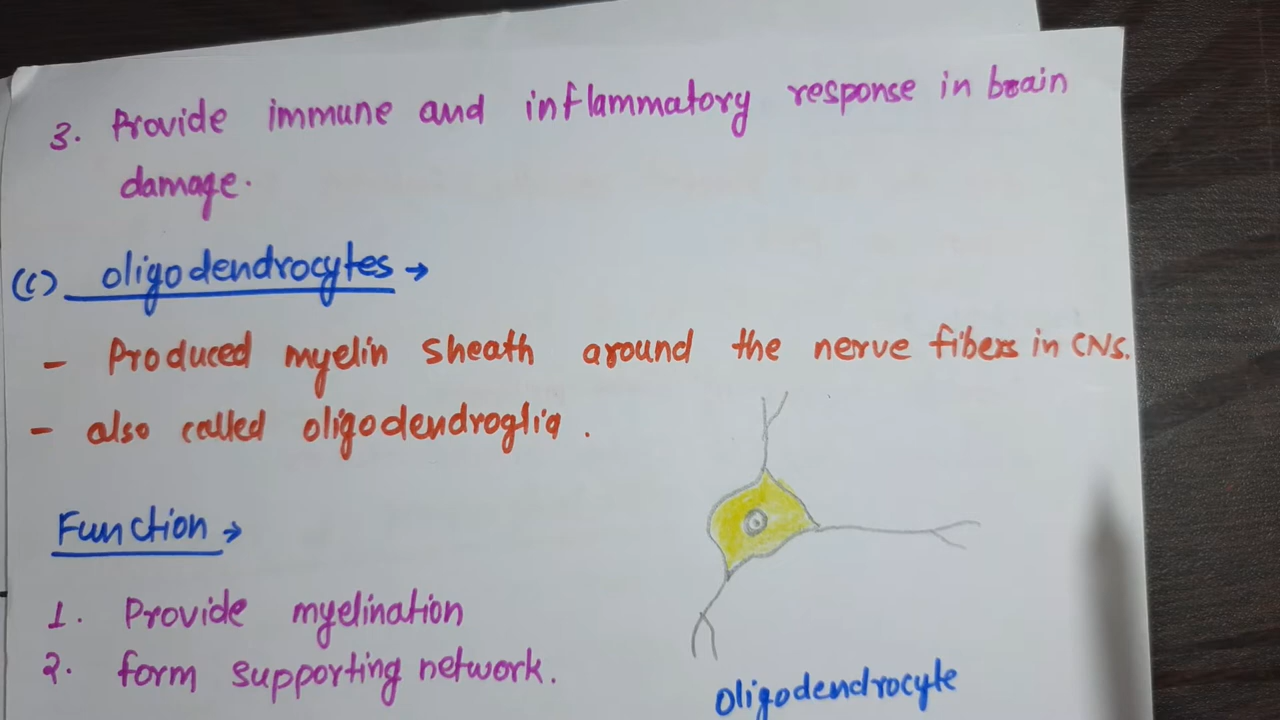 3. Provide immune and inflammatory response in brain
damage.
(C) oligodendrocytes →
- Produced myelin sheath around the nerve fibers in CNS.
- also called oligodendroglia.
Function →
1. Provide myelination
2. form supporting network.
oligodendrocyte